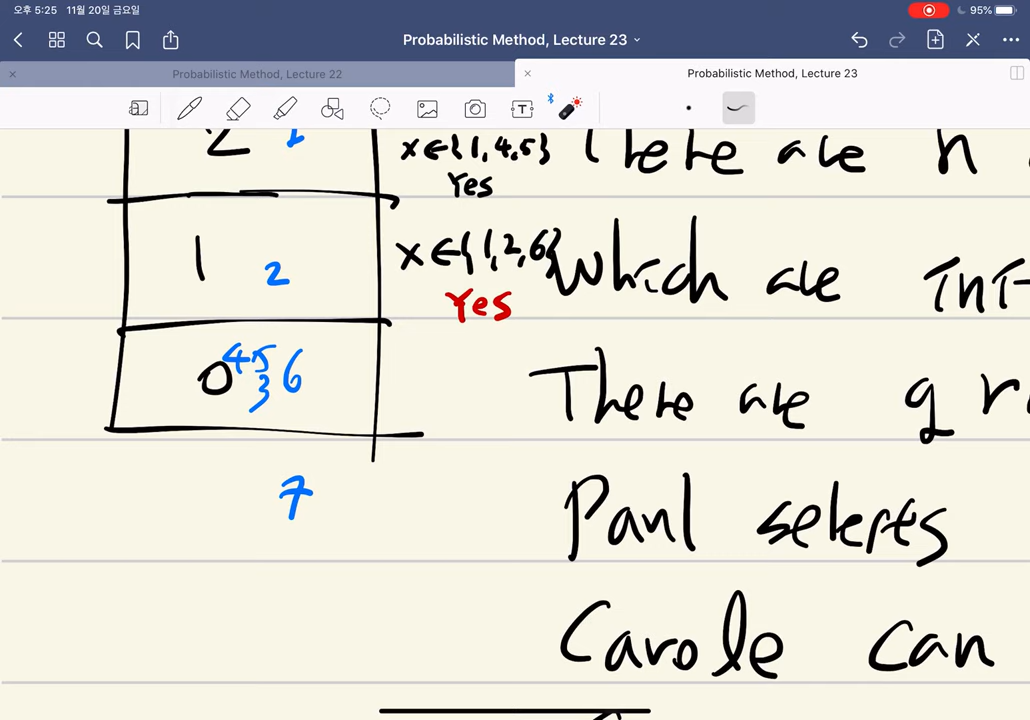 오후 5:25 11월 20일 금요일
95%
Probabilistic Method, Lecture 23
Probabilistic Method, Lecture 22
Probabilistic Method, Lecture 23
2
x∈{1,4,5}
Yes
There are n
1 2
x∈{1,2,6}
Yes
which are
0 4 5 3 6
There are q
7
Paul selects
Carole can